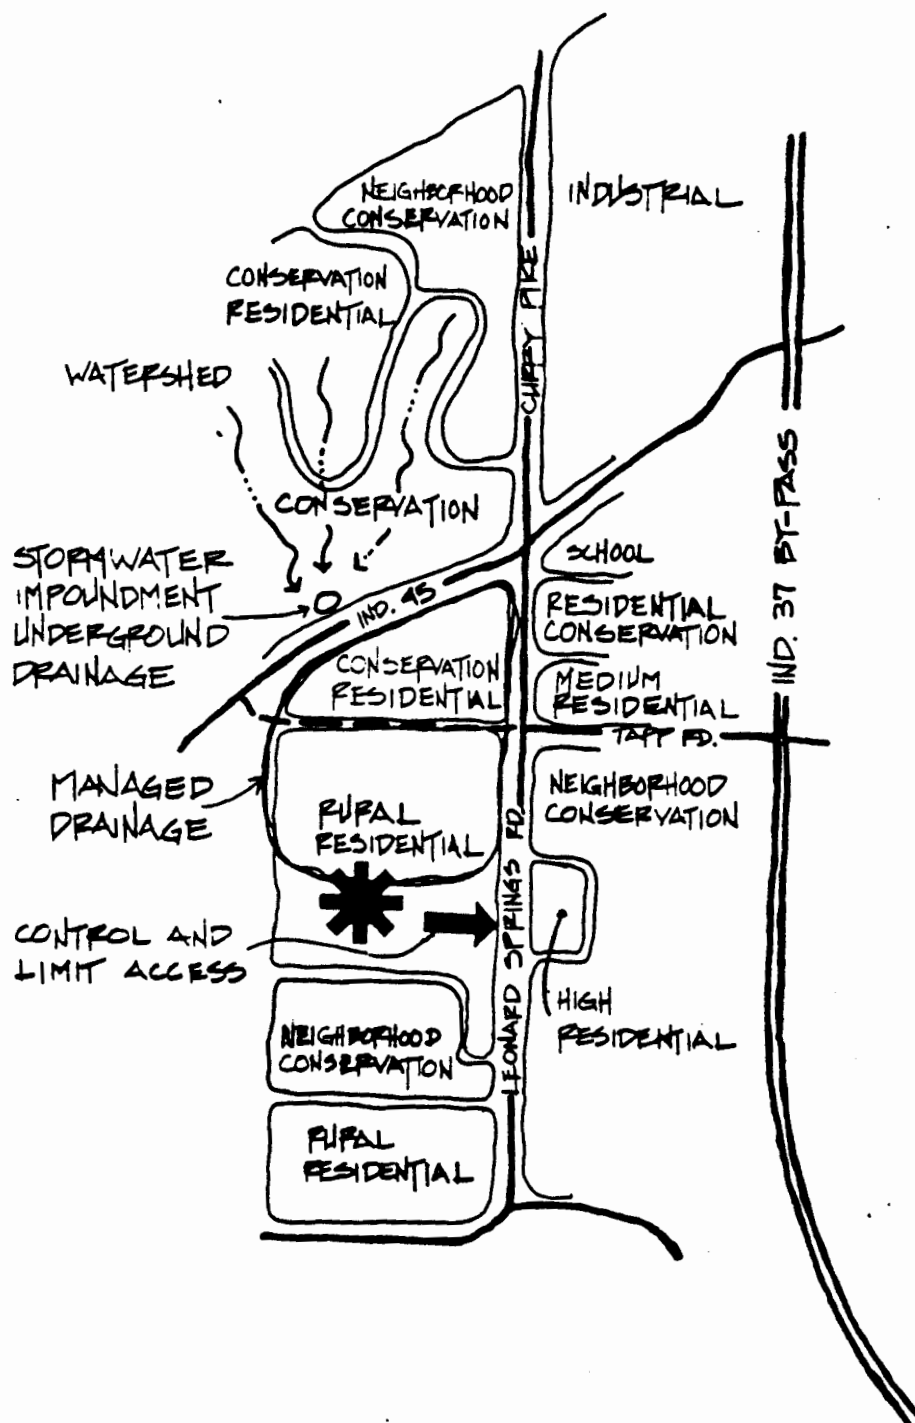 NEIGHBORHOOD
CONSERVATION
INDUSTRIAL
CONSERVATION
RESIDENTIAL
CURRY PIKE
WATERSHED
CONSERVATION
IND. 37 BY-PASS
STORMWATER
IMPOUNDMENT
UNDERGROUND
DRAINAGE
IND. 45
SCHOOL
RESIDENTIAL
CONSERVATION
CONSERVATION
RESIDENTIAL
MEDIUM
RESIDENTIAL
TAPP RD.
MANAGED
DRAINAGE
RURAL
RESIDENTIAL
NEIGHBORHOOD
CONSERVATION
LEONARD SPRINGS RD.
CONTROL AND
LIMIT ACCESS
HIGH
RESIDENTIAL
NEIGHBORHOOD
CONSERVATION
RURAL
RESIDENTIAL